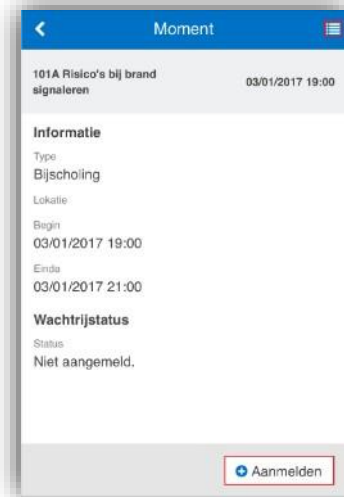 Moment
101A Risico's bij brand
signaleren
03/01/2017 19:00
Informatie
Type
Bijscholing
Lokatie
Begin
03/01/2017 19:00
Einde
03/01/2017 21:00
Wachtrijstatus
Status
Niet aangemeld.
Aanmelden